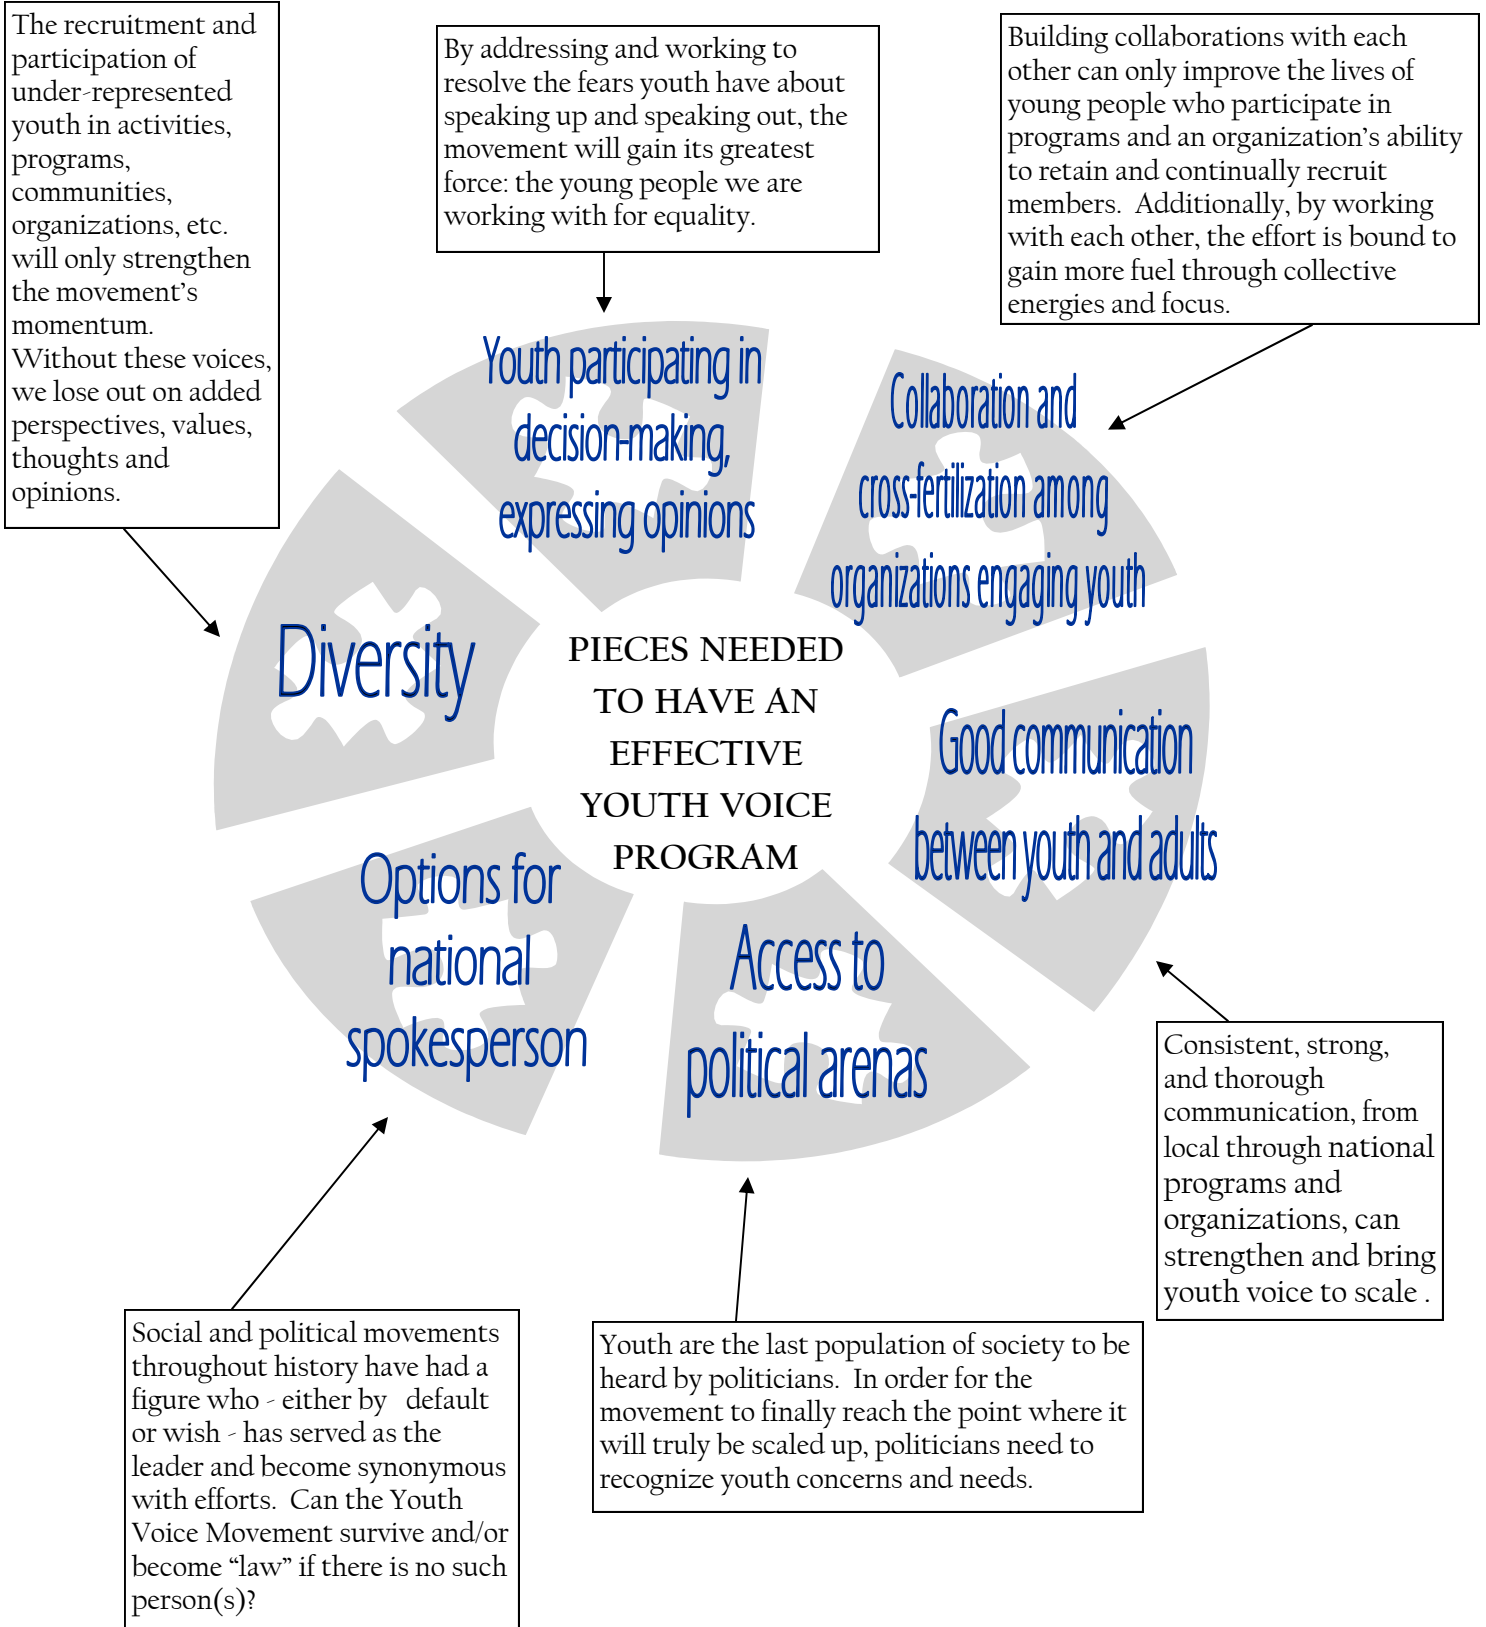 The recruitment and
participation of
under-represented
youth in activities,
programs,
communities,
organizations, etc.
will only strengthen
the movement's
momentum.
Without these voices,
we lose out on added
perspectives, values,
thoughts and
opinions.
By addressing and working to
resolve the fears youth have about
speaking up and speaking out, the
movement will gain its greatest
force: the young people we are
working with for equality.
Building collaborations with each
other can only improve the lives of
young people who participate in
programs and an organization's ability
to retain and continually recruit
members.  Additionally, by working
with each other, the effort is bound to
gain more fuel through collective
energies and focus.
Youth participating in
decision-making,
expressing opinions
Collaboration and
cross-fertilization among
organizations engaging youth
Diversity
PIECES NEEDED
TO HAVE AN
EFFECTIVE
YOUTH VOICE
PROGRAM
Good communication
between youth and adults
Options for
national
spokesperson
Access to
political arenas
Consistent, strong,
and thorough
communication, from
local through national
programs and
organizations, can
strengthen and bring
youth voice to scale .
Social and political movements
throughout history have had a
figure who - either by   default
or wish - has served as the
leader and become synonymous
with efforts.  Can the Youth
Voice Movement survive and/or
become “law” if there is no such
person(s)?
Youth are the last population of society to be
heard by politicians.  In order for the
movement to finally reach the point where it
will truly be scaled up, politicians need to
recognize youth concerns and needs.